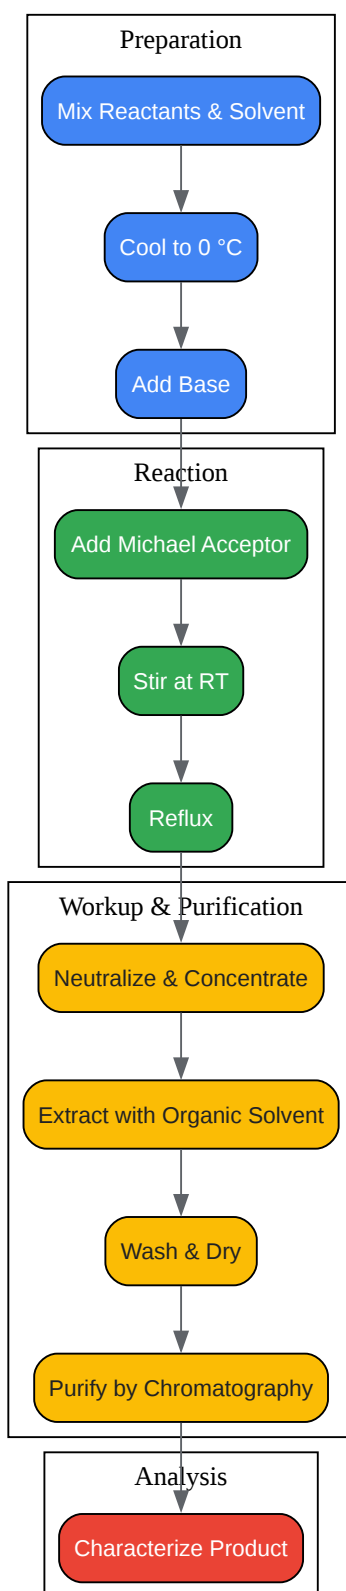 Preparation
Mix Reactants & Solvent
Cool to 0 °C
Add Base
Reaction
Add Michael Acceptor
Stir at RT
Reflux
Workup & Purification
Neutralize & Concentrate
Extract with Organic Solvent
Wash & Dry
Purify by Chromatography
Analysis
Characterize Product